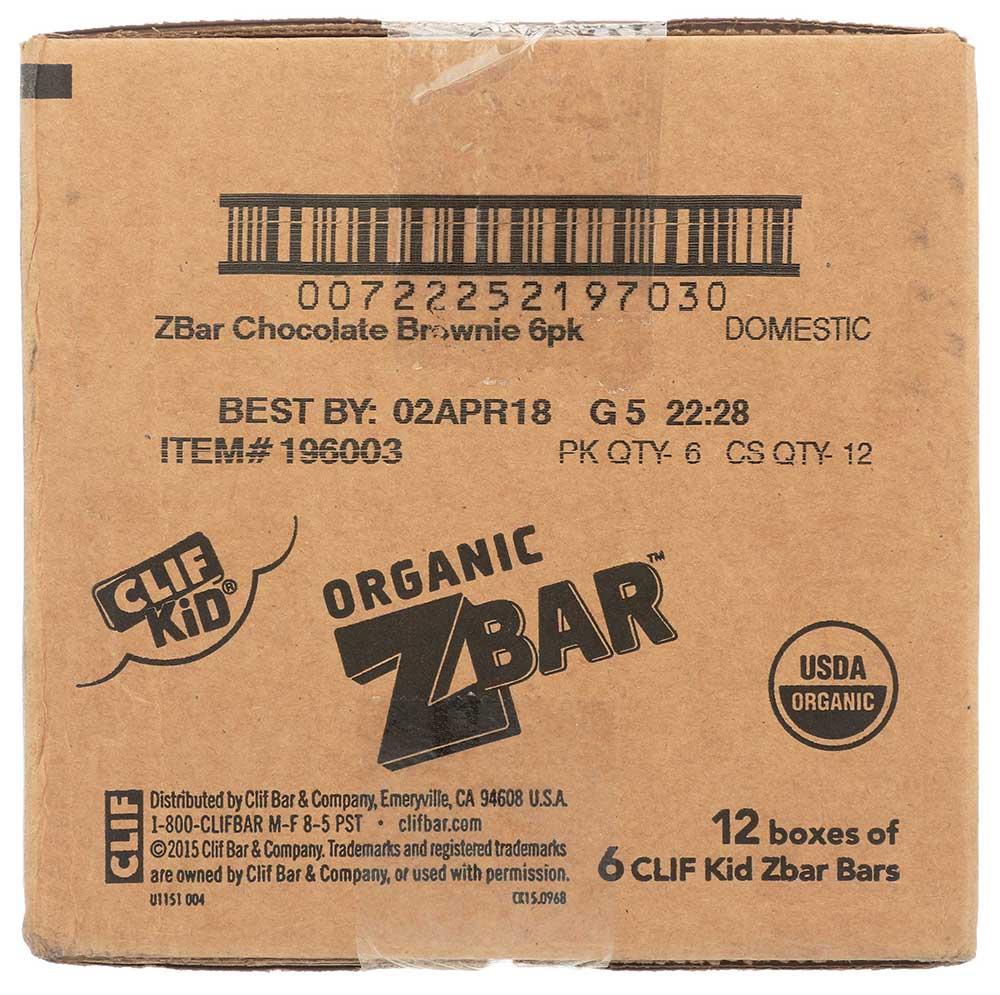 00722252197030
ZBar Chocolate Brownie 6pk DOMESTIC
BEST BY: 02APR18 G 5 22:28
ITEM# 196003 PK QTY- 6 CS QTY- 12
CLIF
KiD®
ORGANIC
ZBAR™
USDA
ORGANIC
CLIF
Distributed by Clif Bar & Company, Emeryville, CA 94608 U.S.A.
1-800-CLIFBAR M-F 8-5 PST • clifbar.com
©2015 Clif Bar & Company. Trademarks and registered trademarks
are owned by Clif Bar & Company, or used with permission.
U1151 004 CK15.0968
12 boxes of
6 CLIF Kid Zbar Bars